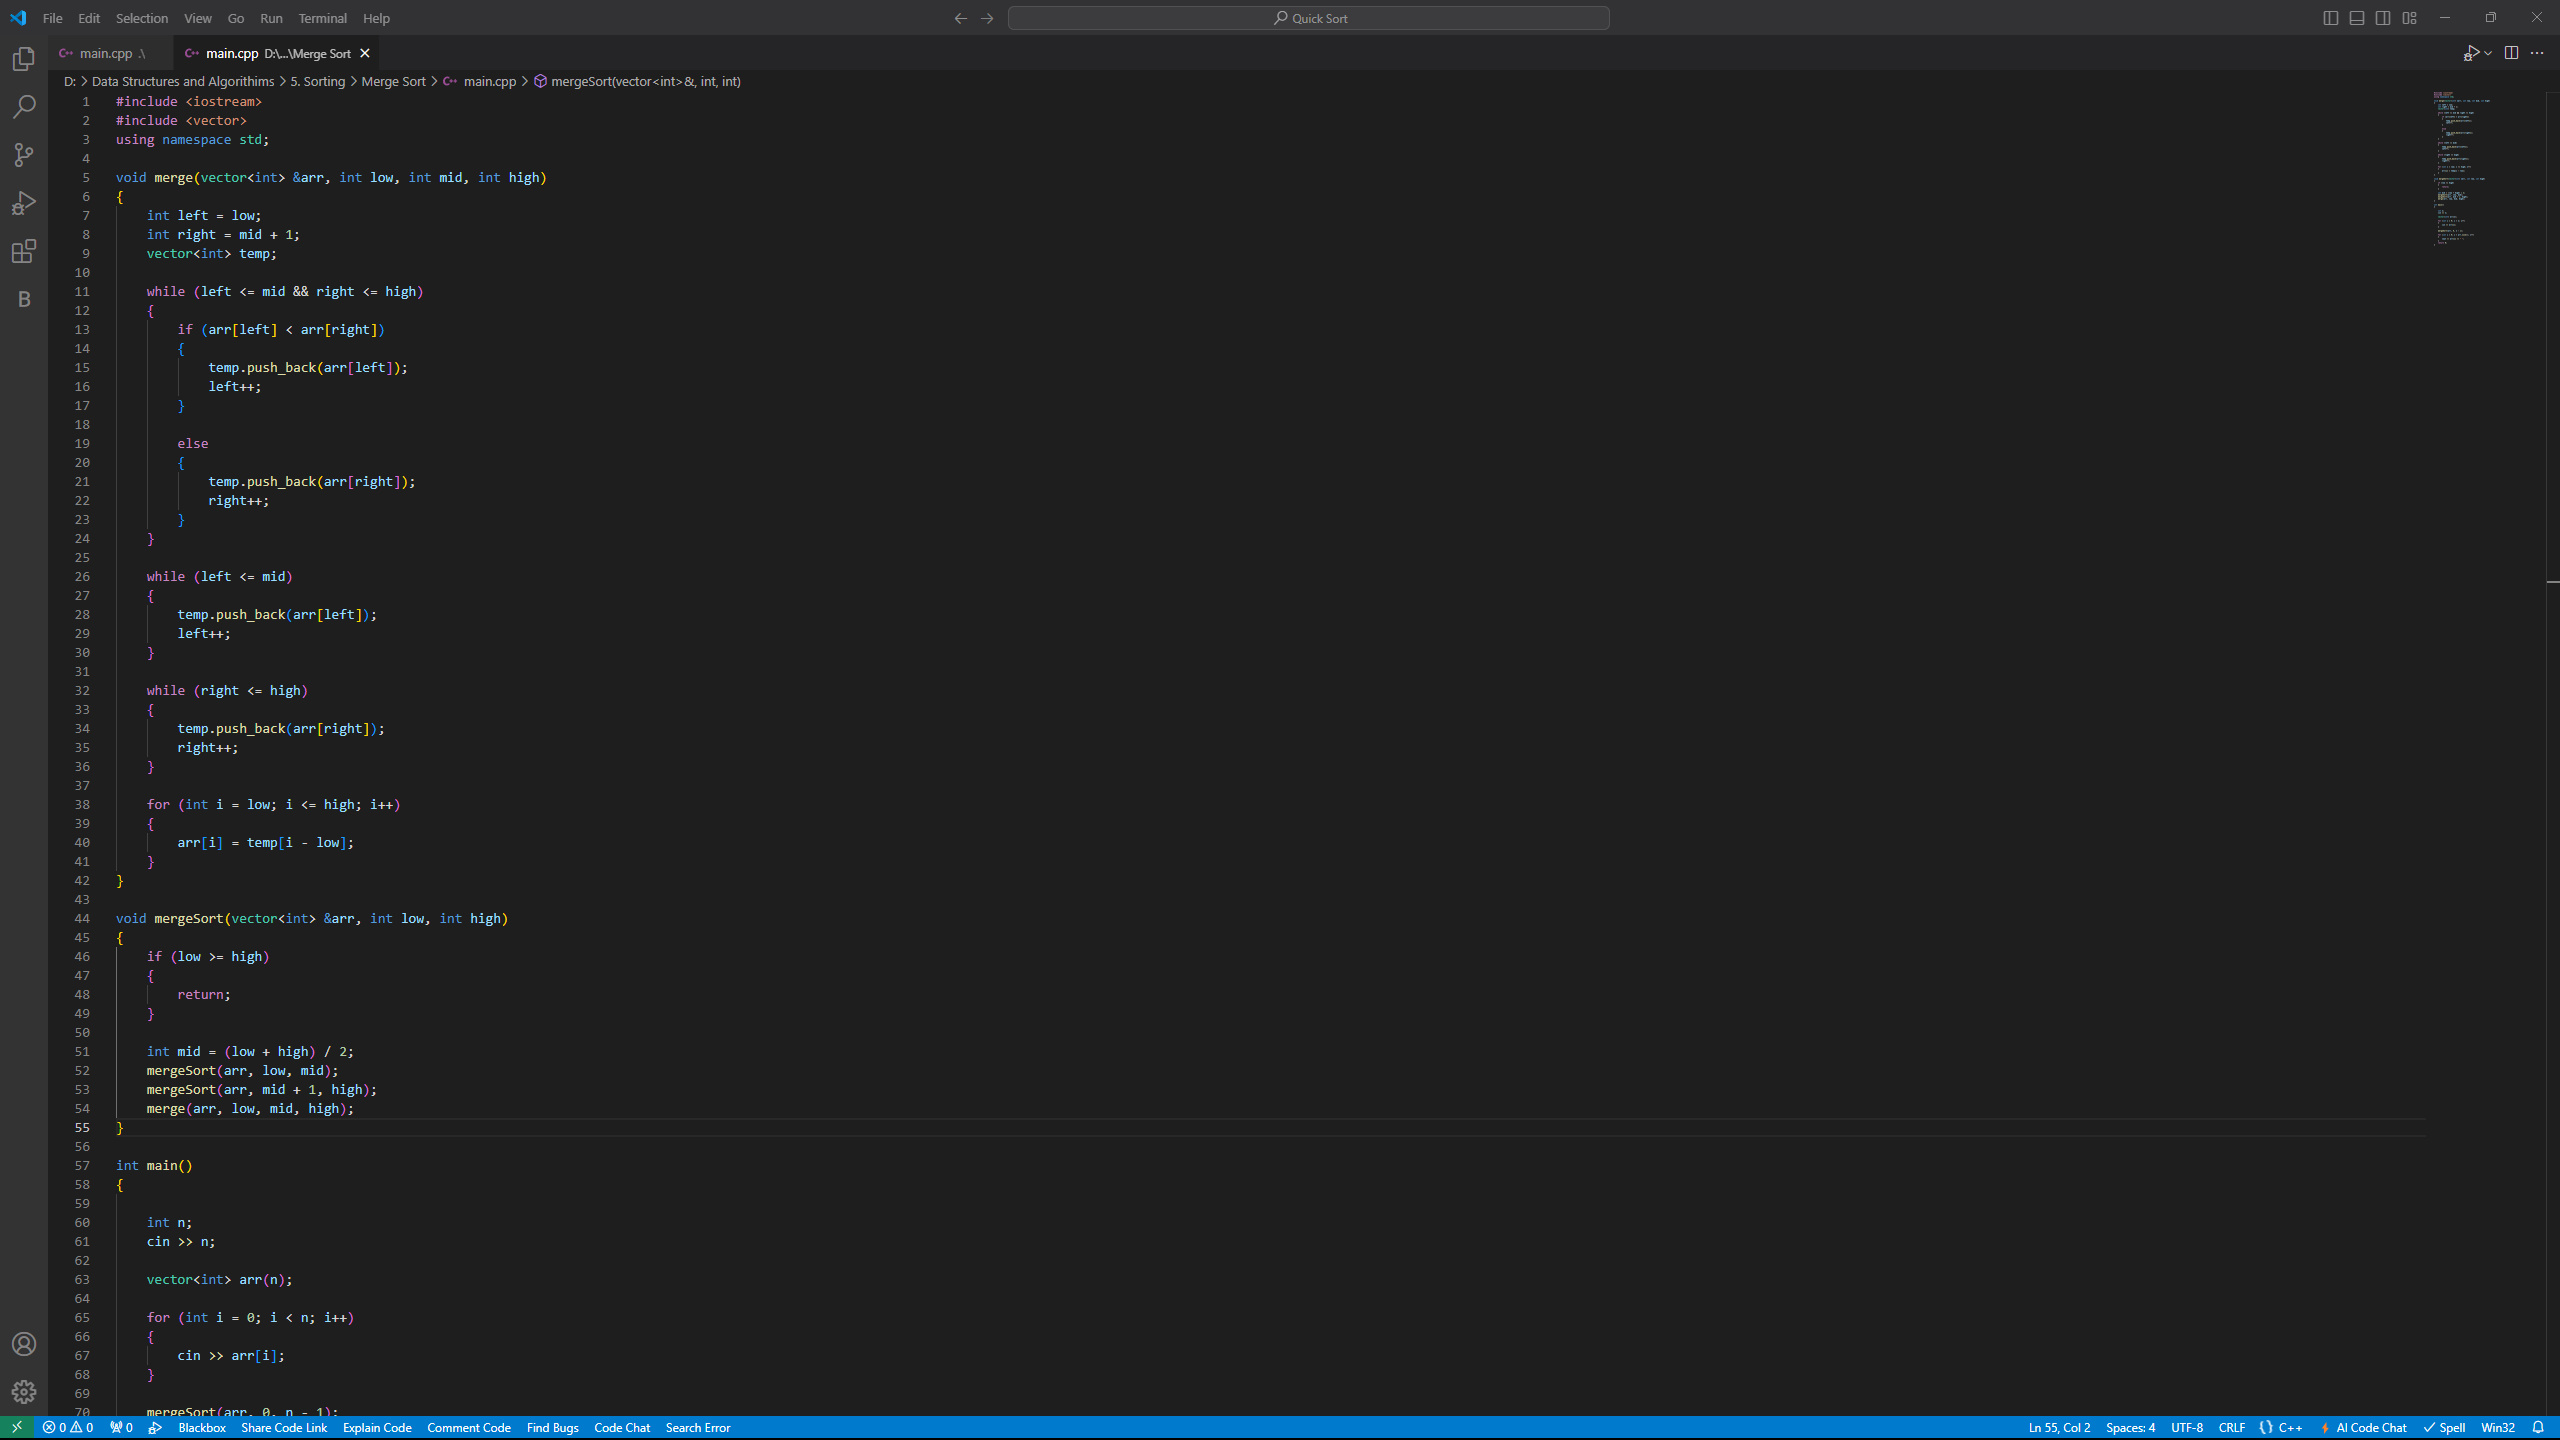 File Edit Selection View Go Run Terminal Help Quick Sort
main.cpp .\ main.cpp D:\...\Merge Sort
D: > Data Structures and Algorithims > 5. Sorting > Merge Sort > main.cpp > mergeSort(vector<int>&, int, int)
1 #include <iostream>
2 #include <vector>
3 using namespace std;
4
5 void merge(vector<int> &arr, int low, int mid, int high)
6 {
7     int left = low;
8     int right = mid + 1;
9     vector<int> temp;
10
11     while (left <= mid && right <= high)
12     {
13         if (arr[left] < arr[right])
14         {
15             temp.push_back(arr[left]);
16             left++;
17         }
18
19         else
20         {
21             temp.push_back(arr[right]);
22             right++;
23         }
24     }
25
26     while (left <= mid)
27     {
28         temp.push_back(arr[left]);
29         left++;
30     }
31
32     while (right <= high)
33     {
34         temp.push_back(arr[right]);
35         right++;
36     }
37
38     for (int i = low; i <= high; i++)
39     {
40         arr[i] = temp[i - low];
41     }
42 }
43
44 void mergeSort(vector<int> &arr, int low, int high)
45 {
46     if (low >= high)
47     {
48         return;
49     }
50
51     int mid = (low + high) / 2;
52     mergeSort(arr, low, mid);
53     mergeSort(arr, mid + 1, high);
54     merge(arr, low, mid, high);
55 }
56
57 int main()
58 {
59
60     int n;
61     cin >> n;
62
63     vector<int> arr(n);
64
65     for (int i = 0; i < n; i++)
66     {
67         cin >> arr[i];
68     }
69
70     mergeSort(arr, 0, n - 1);
B
0 0 0 Blackbox Share Code Link Explain Code Comment Code Find Bugs Code Chat Search Error Ln 55, Col 2 Spaces: 4 UTF-8 CRLF {} C++ AI Code Chat Spell Win32